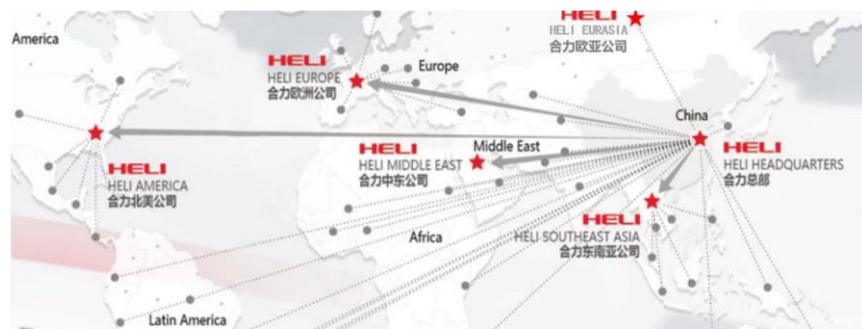 America
HELI
HELI EURASIA
合力欧亚公司
HELI
HELI EUROPE
合力欧洲公司
Europe
China
HELI
HELI AMERICA
合力北美公司
HELI
HELI MIDDLE EAST
合力中东公司
Middle East
HELI
HELI HEADQUARTERS
合力总部
HELI
HELI SOUTHEAST ASIA
合力东南亚公司
Africa
Latin America